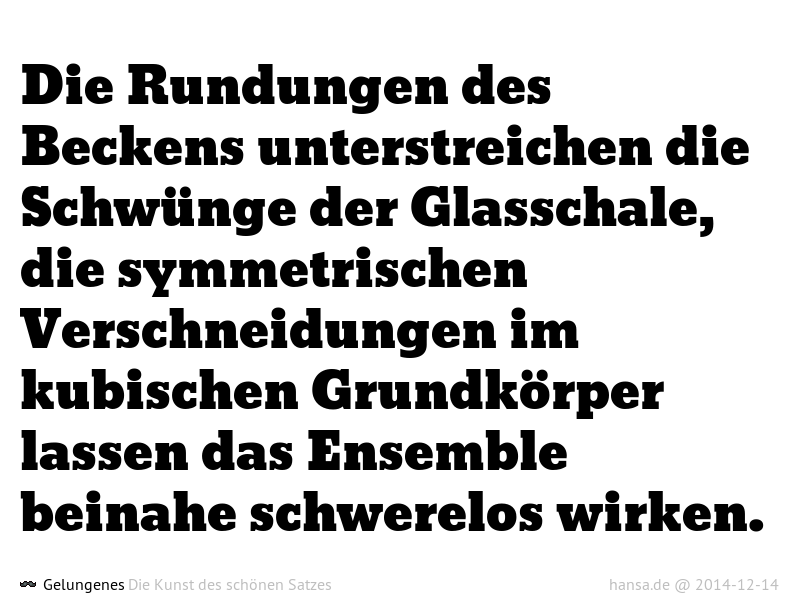 Die Rundungen des
Beckens unterstreichen die
Schwünge der Glasschale,
die symmetrischen
Verschneidungen im
kubischen Grundkörper
lassen das Ensemble
beinahe schwerelos wirken.
Gelungenes Die Kunst des schönen Satzes hansa.de @ 2014-12-14